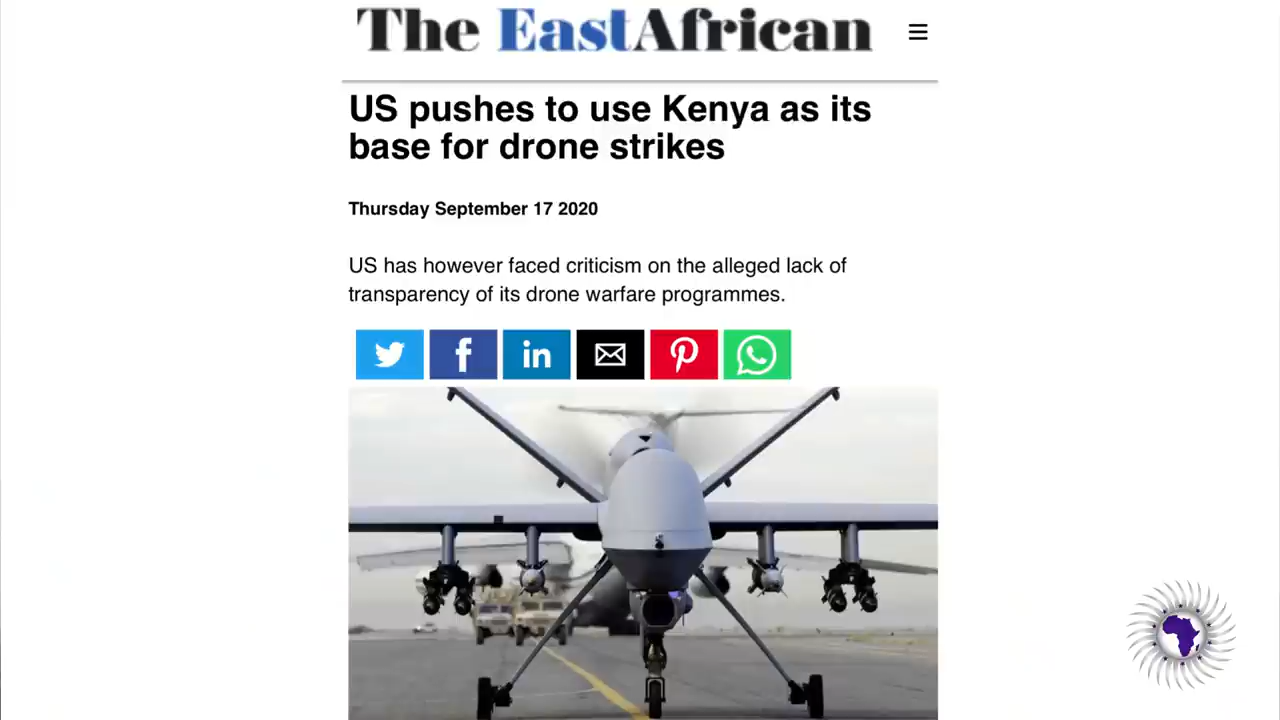 The EastAfrican
US pushes to use Kenya as its
base for drone strikes
Thursday September 17 2020
US has however faced criticism on the alleged lack of
transparency of its drone warfare programmes.